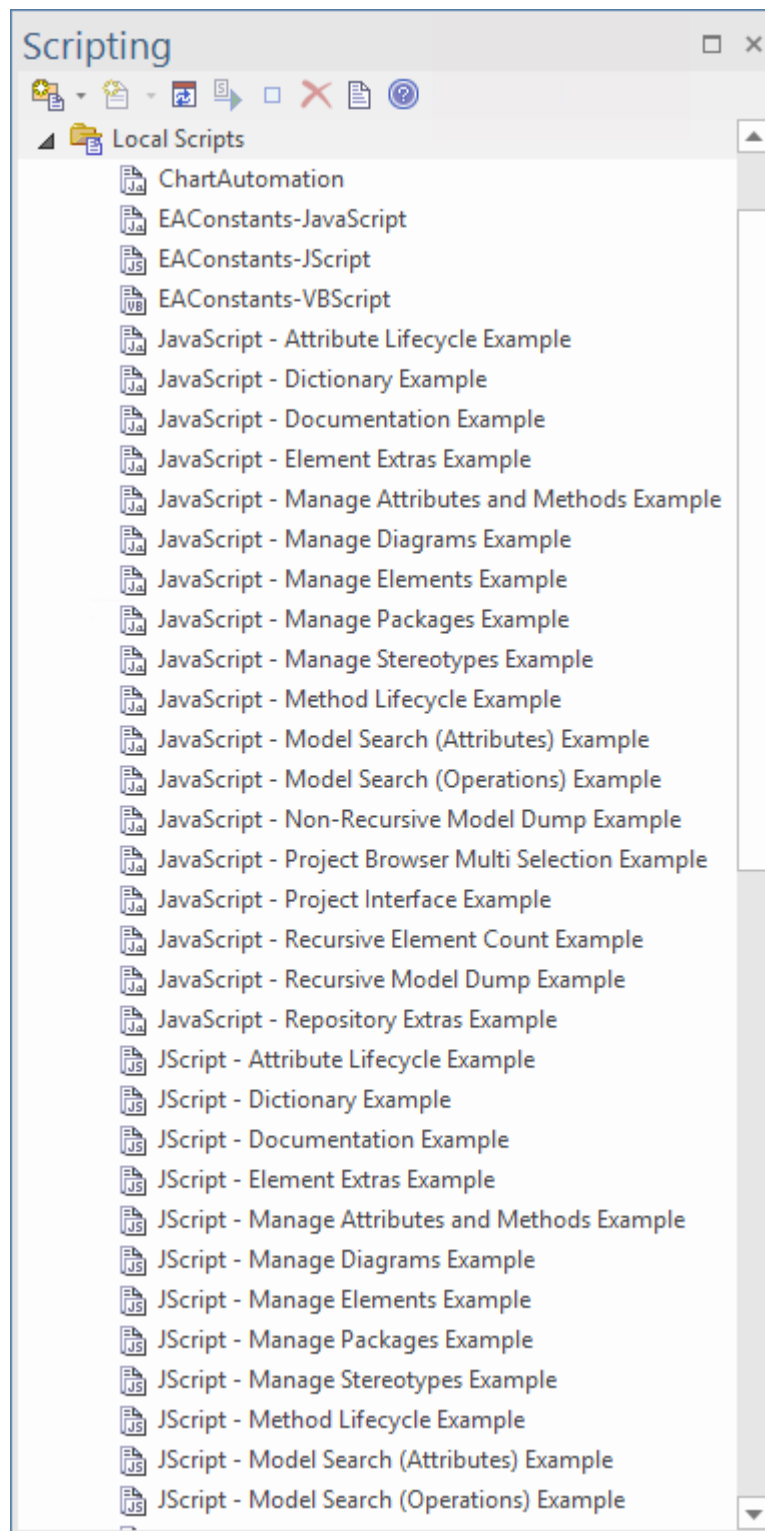 Scripting
Local Scripts
ChartAutomation
EAConstants-JavaScript
EAConstants-JScript
EAConstants-VBScript
JavaScript - Attribute Lifecycle Example
JavaScript - Dictionary Example
JavaScript - Documentation Example
JavaScript - Element Extras Example
JavaScript - Manage Attributes and Methods Example
JavaScript - Manage Diagrams Example
JavaScript - Manage Elements Example
JavaScript - Manage Packages Example
JavaScript - Manage Stereotypes Example
JavaScript - Method Lifecycle Example
JavaScript - Model Search (Attributes) Example
JavaScript - Model Search (Operations) Example
JavaScript - Non-Recursive Model Dump Example
JavaScript - Project Browser Multi Selection Example
JavaScript - Project Interface Example
JavaScript - Recursive Element Count Example
JavaScript - Recursive Model Dump Example
JavaScript - Repository Extras Example
JScript - Attribute Lifecycle Example
JScript - Dictionary Example
JScript - Documentation Example
JScript - Element Extras Example
JScript - Manage Attributes and Methods Example
JScript - Manage Diagrams Example
JScript - Manage Elements Example
JScript - Manage Packages Example
JScript - Manage Stereotypes Example
JScript - Method Lifecycle Example
JScript - Model Search (Attributes) Example
JScript - Model Search (Operations) Example